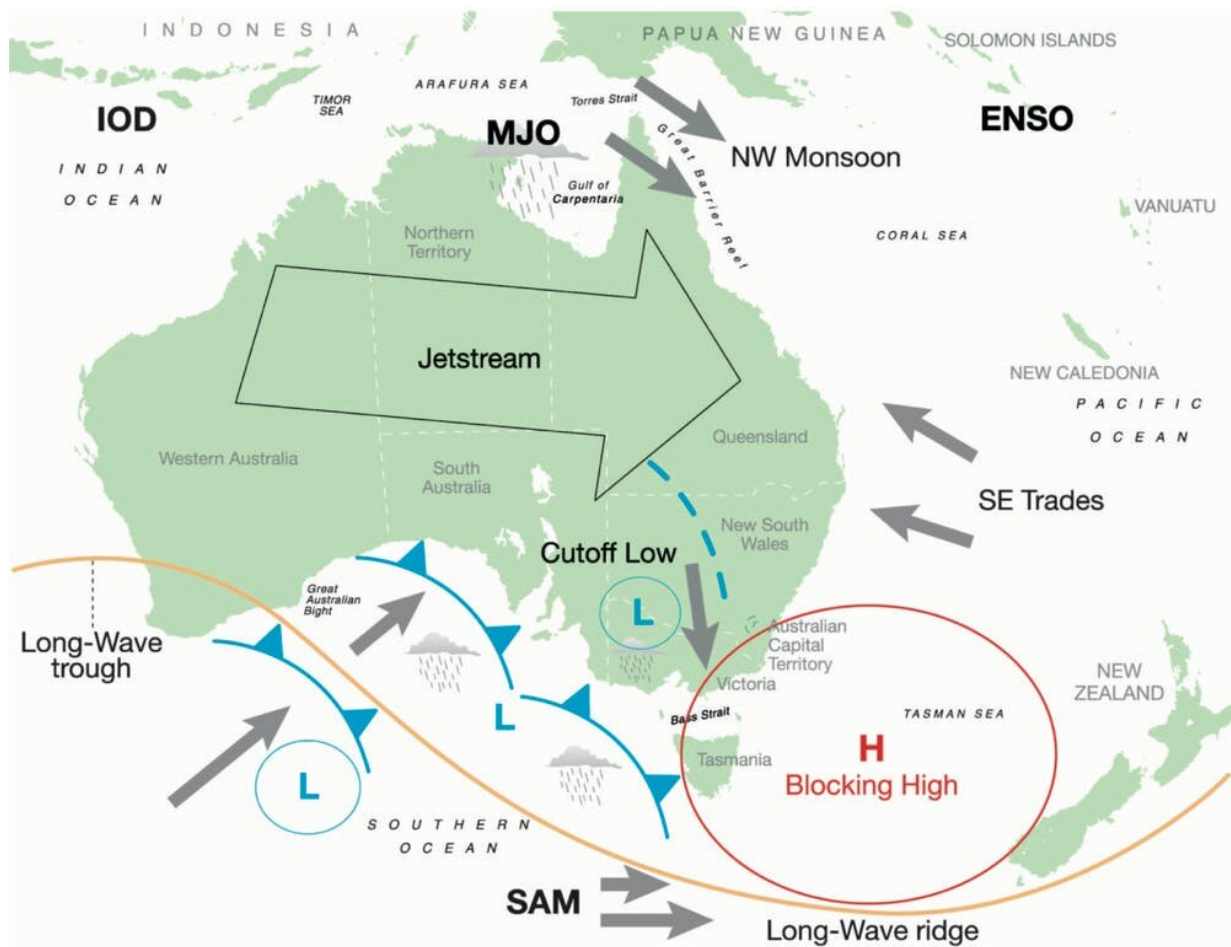 INDONESIA
PAPUA NEW GUINEA
SOLOMON ISLANDS
ARAFURA SEA
TIMOR
SEA
Torres Strait
IOD
MJO
ENSO
NW Monsoon
INDIAN
OCEAN
Gulf of
Carpentaria
Great Barrier Reef
VANUATU
CORAL SEA
Northern
Territory
Jetstream
NEW CALEDONIA
PACIFIC
OCEAN
Western Australia
South
Australia
Queensland
SE Trades
New South
Wales
Cutoff Low
L
Great
Australian
Bight
Long-Wave
trough
Australian
Capital
Territory
Victoria
NEW
ZEALAND
L
Bass Strait
TASMAN SEA
Tasmania
H
Blocking High
L
SOUTHERN
OCEAN
SAM
Long-Wave ridge